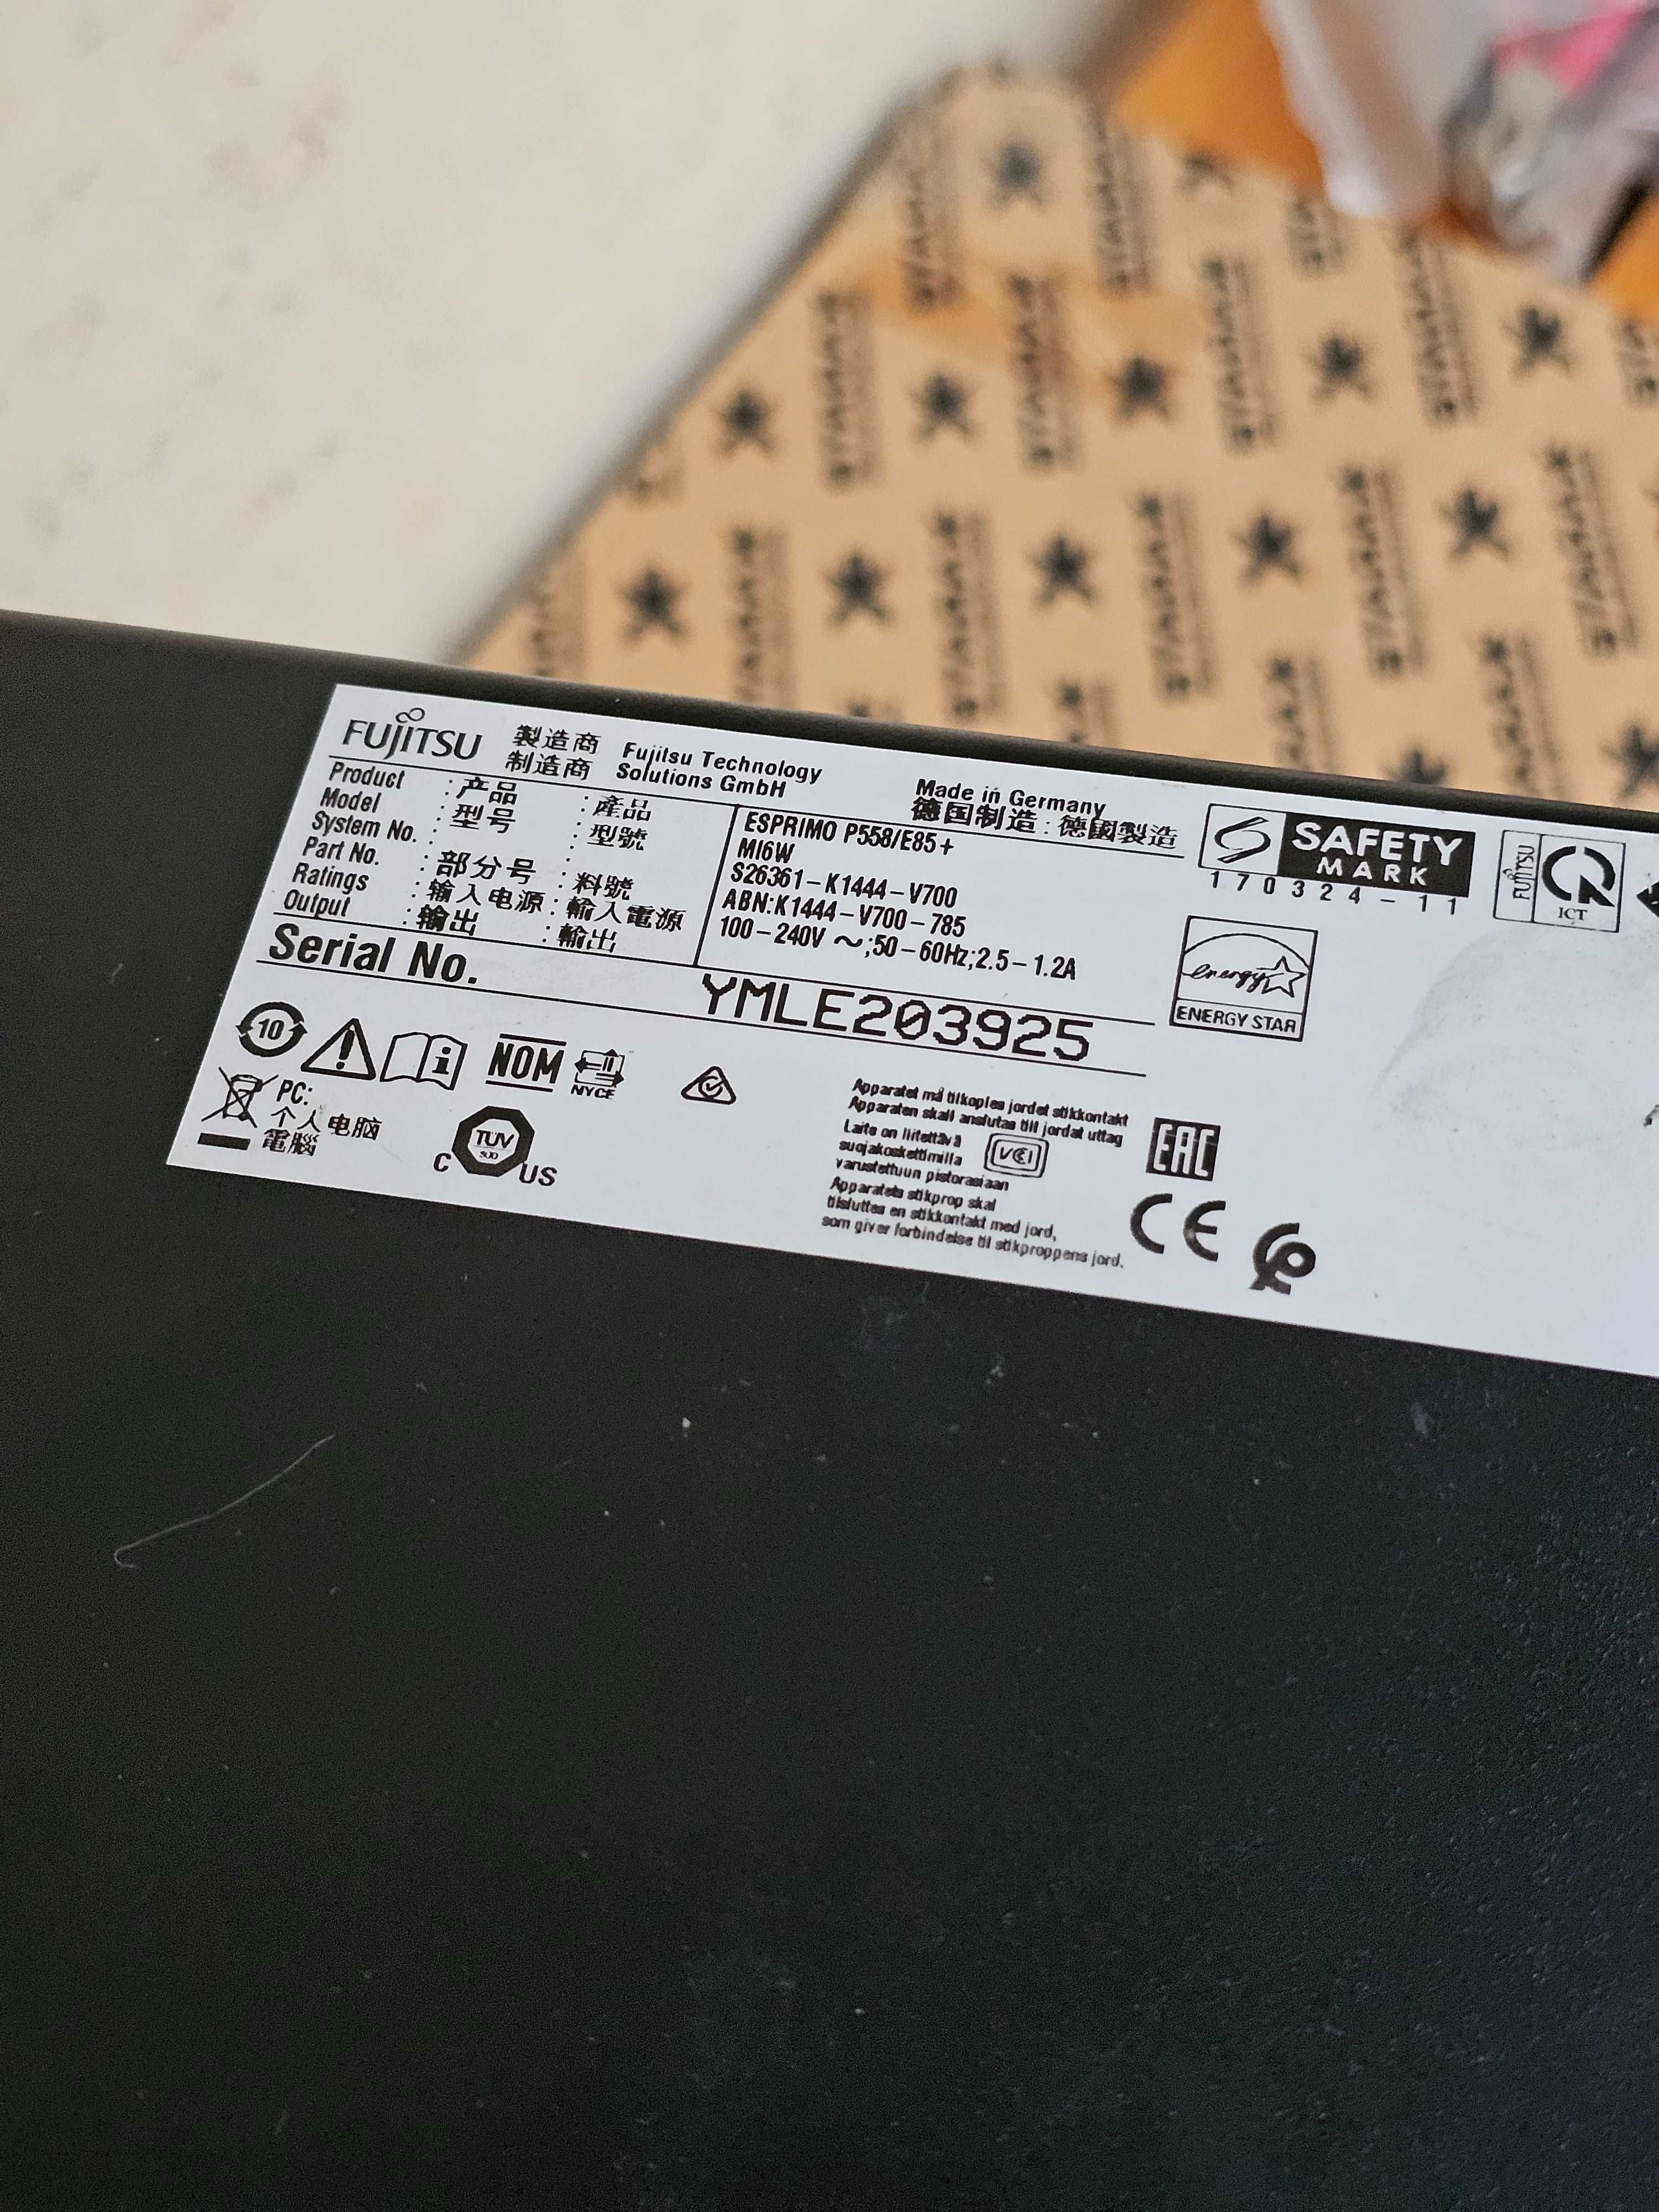 FUJITSU
製造商
制造商
Fujitsu Technology
Solutions GmbH
Made in Germany
德国制造 : 德國製造
Product : 产品 : 產品 ESPRIMO P558/E85+
Model : 型号 : 型號 MI6W
System No. : S26361-K1444-V700
Part No. : 部分号 : 料號 ABN:K1444-V700-785
Ratings : 输入电源 : 輸入電源 100-240V ~;50-60Hz;2.5-1.2A
Output : 输出 : 輸出
Serial No. YMLE203925
SAFETY
MARK
170324-11
FUJITSU
ICT
energy
ENERGY STAR
10
NOM
NYCE
PC:
个人电脑
電腦
C TUV US
SUD
Apparatet må tilkoples jordet stikkontakt
Apparaten skall anslutas till jordat uttag
Laite on liitettävä
suojakoskettimilla
varustettuun pistorasiaan
Apparatets stikprop skal
tilsluttes en stikkontakt med jord,
som giver forbindelse til stikproppens jord.
VCCI
EAC
CE
STARMAX